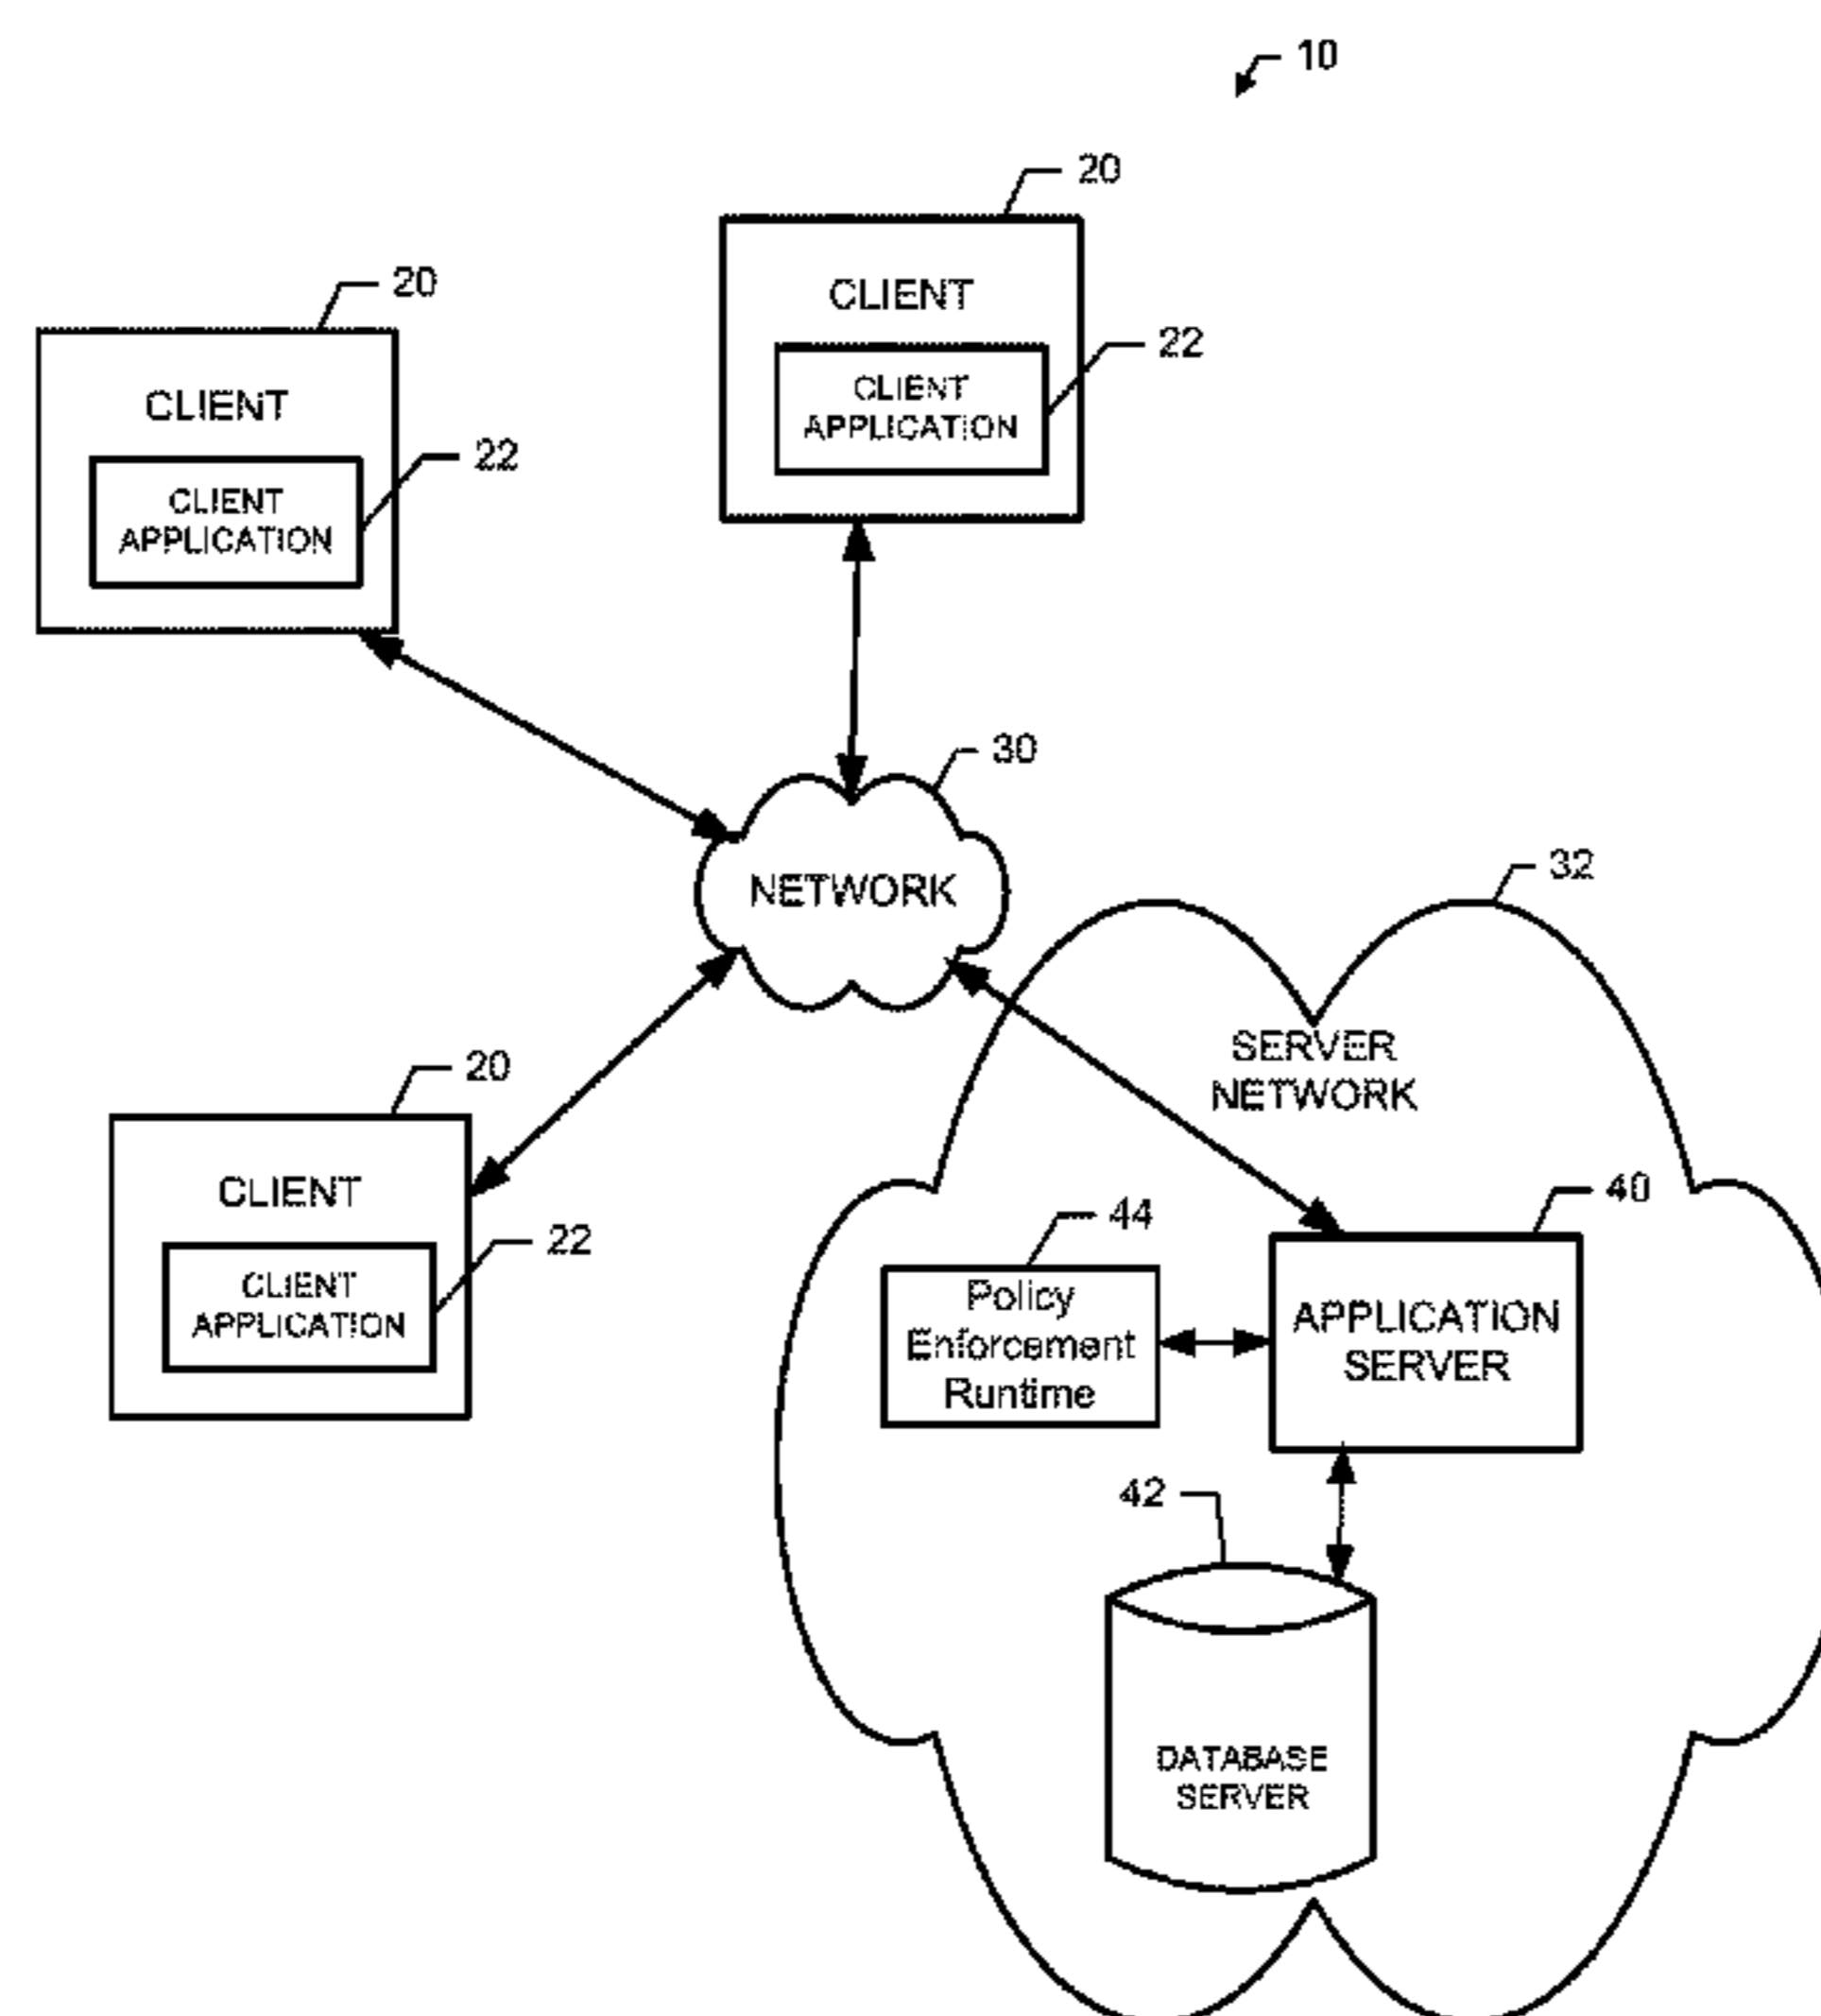 10
20
CLIENT
22
CLIENT
APPLICATION
20
CLIENT
22
CLIENT
APPLICATION
30
NETWORK
32
SERVER
NETWORK
20
CLIENT
22
CLIENT
APPLICATION
44
Policy
Enforcement
Runtime
40
APPLICATION
SERVER
42
DATABASE
SERVER